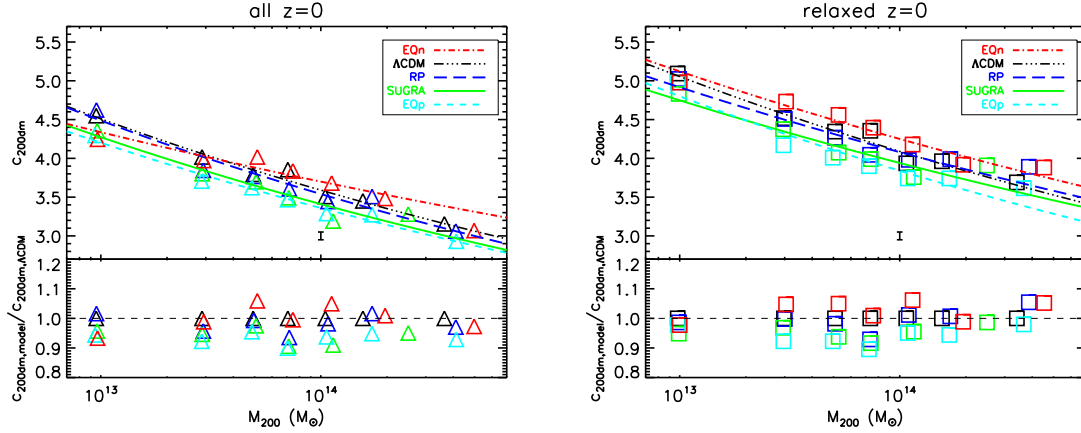 all z=0
5.5
5.0
4.5
4.0
3.5
3.0
c200dm
EQn
ΛCDM
RP
SUGRA
EQp
1.2
1.1
1.0
0.9
0.8
c200dm,model/c200dm,ΛCDM
10^13
10^14
M200 (M⊙)
relaxed z=0
5.5
5.0
4.5
4.0
3.5
3.0
c200dm
EQn
ΛCDM
RP
SUGRA
EQp
1.2
1.1
1.0
0.9
0.8
c200dm,model/c200dm,ΛCDM
10^13
10^14
M200 (M⊙)